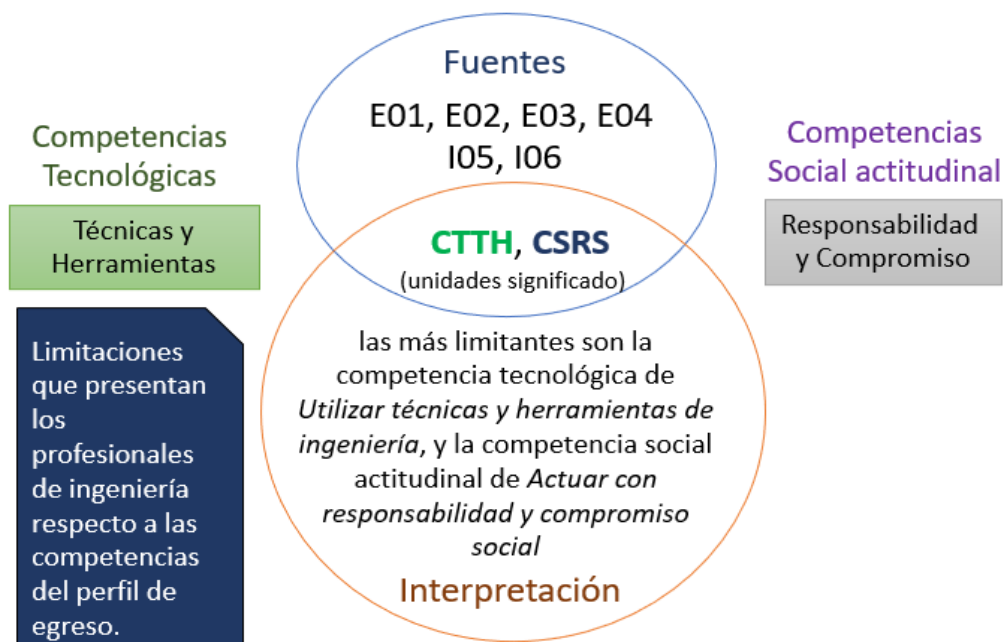 Fuentes
E01, E02, E03, E04
I05, I06
Competencias
Tecnológicas
Técnicas y
Herramientas
Competencias
Social actitudinal
Responsabilidad
y Compromiso
CTTH, CSRS
(unidades significado)
Limitaciones
que presentan
los
profesionales
de ingeniería
respecto a las
competencias
del perfil de
egreso.
las más limitantes son la
competencia tecnológica de
Utilizar técnicas y herramientas de
ingeniería, y la competencia social
actitudinal de Actuar con
responsabilidad y compromiso
social
Interpretación